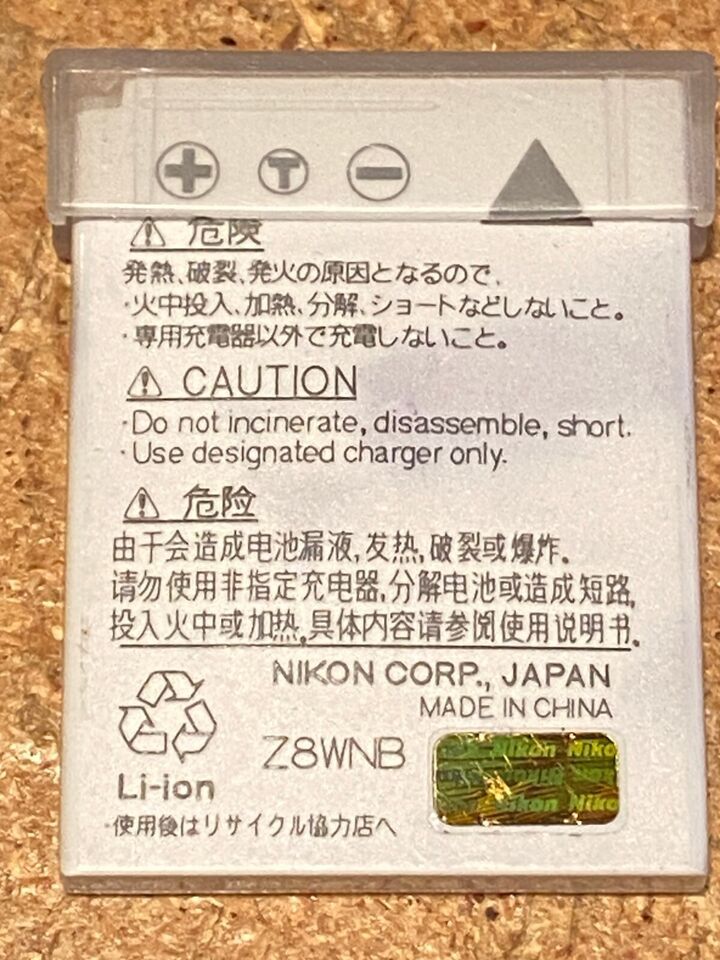 + T −
⚠ 危険
発熱、破裂、発火の原因となるので、
・火中投入、加熱、分解、ショートなどしないこと。
・専用充電器以外で充電しないこと。
⚠ CAUTION
・Do not incinerate, disassemble, short.
・Use designated charger only.
⚠ 危险
由于会造成电池漏液,发热,破裂或爆炸。
请勿使用非指定充电器,分解电池或造成短路,
投入火中或加热。具体内容请参阅使用说明书.
NIKON CORP., JAPAN
MADE IN CHINA
Z8WNB
Li-ion
Nikon Nikon
Nikon Nikon
・使用後はリサイクル協力店へ